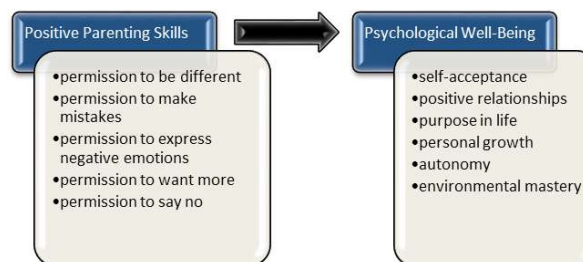 Positive Parenting Skills
•permission to be different
•permission to make
mistakes
•permission to express
negative emotions
•permission to want more
•permission to say no
Psychological Well-Being
•self-acceptance
•positive relationships
•purpose in life
•personal growth
•autonomy
•environmental mastery